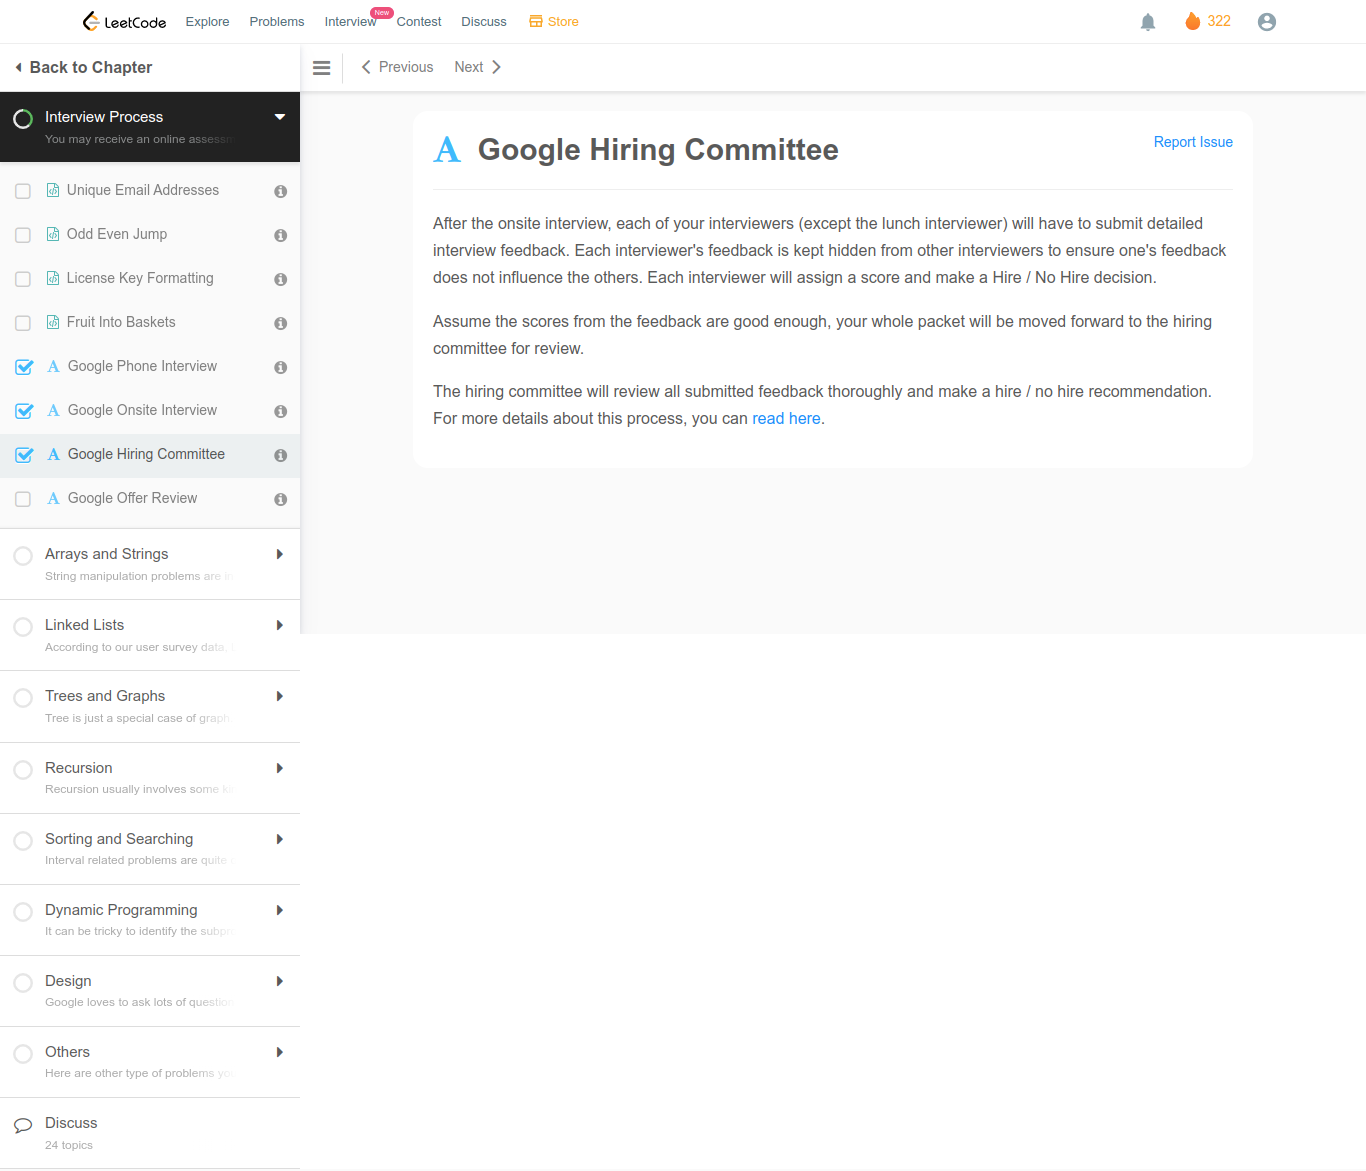 LeetCode Explore Problems Interview New Contest Discuss Store 322
Back to Chapter
Previous Next
Interview Process
You may receive an online
Unique Email Addresses
Odd Even Jump
License Key Formatting
Fruit Into Baskets
A Google Phone Interview
A Google Onsite Interview
A Google Hiring Committee
A Google Offer Review
Arrays and Strings
String manipulation problems are
Linked Lists
According to our user survey data,
Trees and Graphs
Tree is just a special case of graph
Recursion
Recursion usually involves some
Sorting and Searching
Interval related problems are quite
Dynamic Programming
It can be tricky to identify the
Design
Google loves to ask lots of
Others
Here are other type of problems
Discuss
24 topics
A Google Hiring Committee
Report Issue
After the onsite interview, each of your interviewers (except the lunch interviewer) will have to submit detailed
interview feedback. Each interviewer's feedback is kept hidden from other interviewers to ensure one's feedback
does not influence the others. Each interviewer will assign a score and make a Hire / No Hire decision.
Assume the scores from the feedback are good enough, your whole packet will be moved forward to the hiring
committee for review.
The hiring committee will review all submitted feedback thoroughly and make a hire / no hire recommendation.
For more details about this process, you can read here.